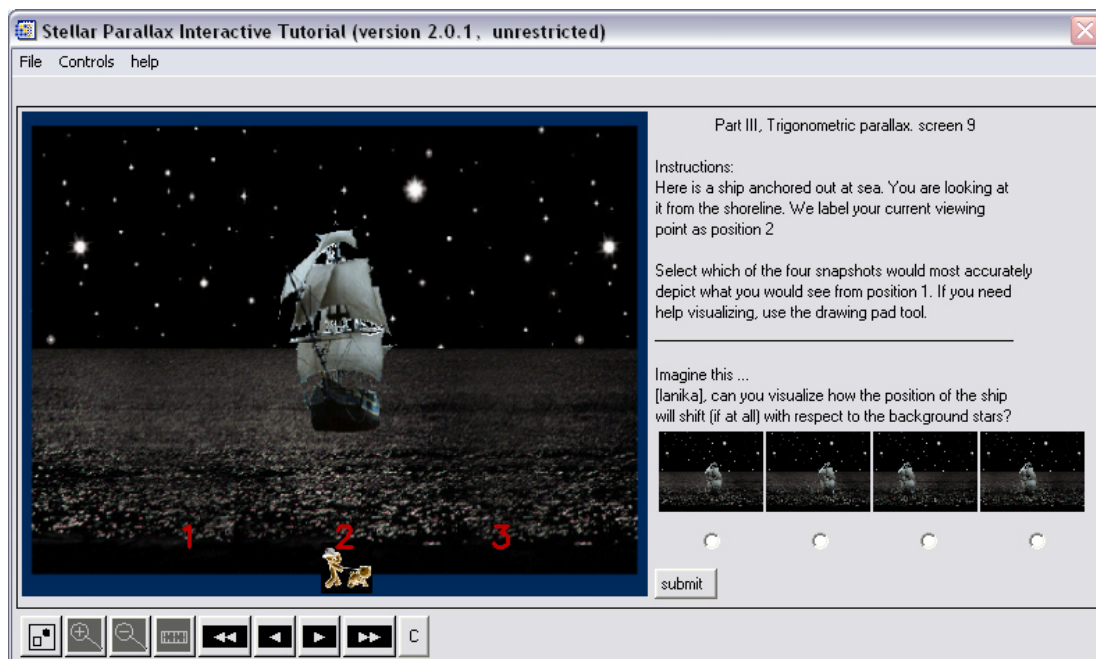 Stellar Parallax Interactive Tutorial (version 2.0.1, unrestricted)
File Controls help
Part III, Trigonometric parallax. screen 9
Instructions:
Here is a ship anchored out at sea. You are looking at
it from the shoreline. We label your current viewing
point as position 2
Select which of the four snapshots would most accurately
depict what you would see from position 1. If you need
help visualizing, use the drawing pad tool.
Imagine this ...
[lanika], can you visualize how the position of the ship
will shift (if at all) with respect to the background stars?
1 2 3
submit
C